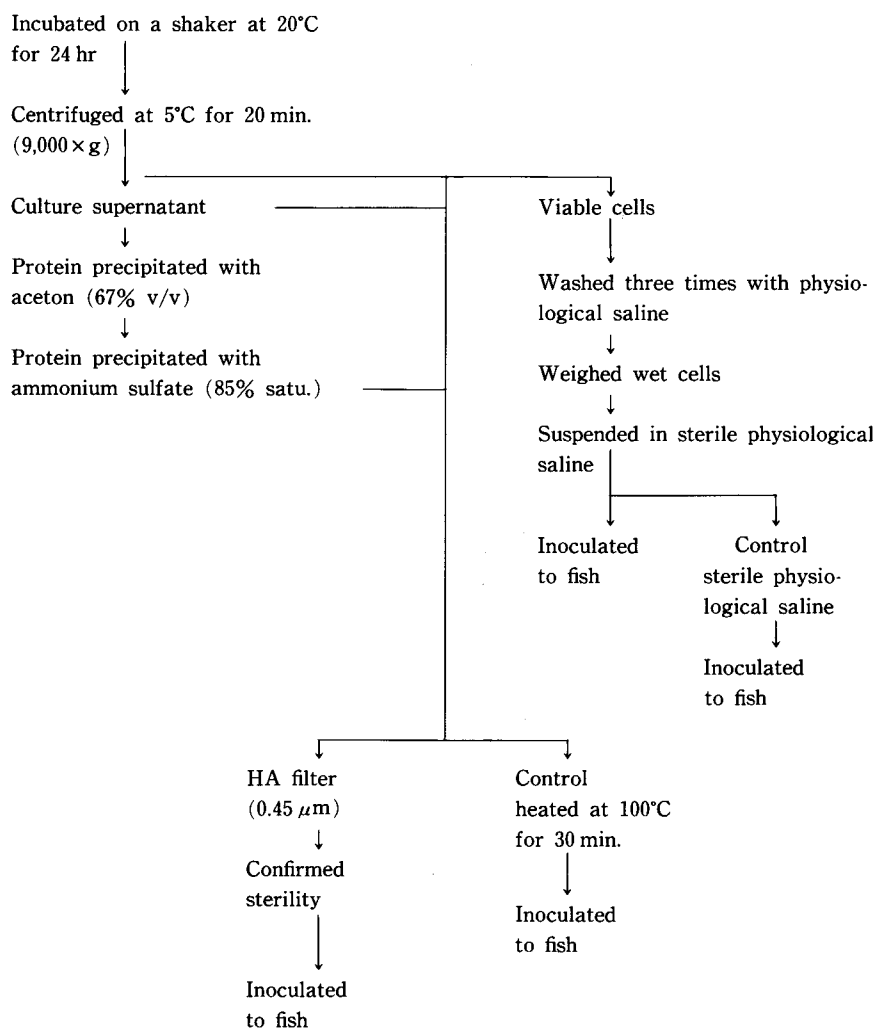 Incubated on a shaker at 20°C
for 24 hr
Centrifuged at 5°C for 20 min.
(9,000 × g)
Culture supernatant
Protein precipitated with
aceton (67% v/v)
Protein precipitated with
ammonium sulfate (85% satu.)
Viable cells
Washed three times with physio-
logical saline
Weighed wet cells
Suspended in sterile physiological
saline
Inoculated
to fish
Control
sterile physio-
logical saline
Inoculated
to fish
HA filter
(0.45 μm)
Confirmed
sterility
Inoculated
to fish
Control
heated at 100°C
for 30 min.
Inoculated
to fish